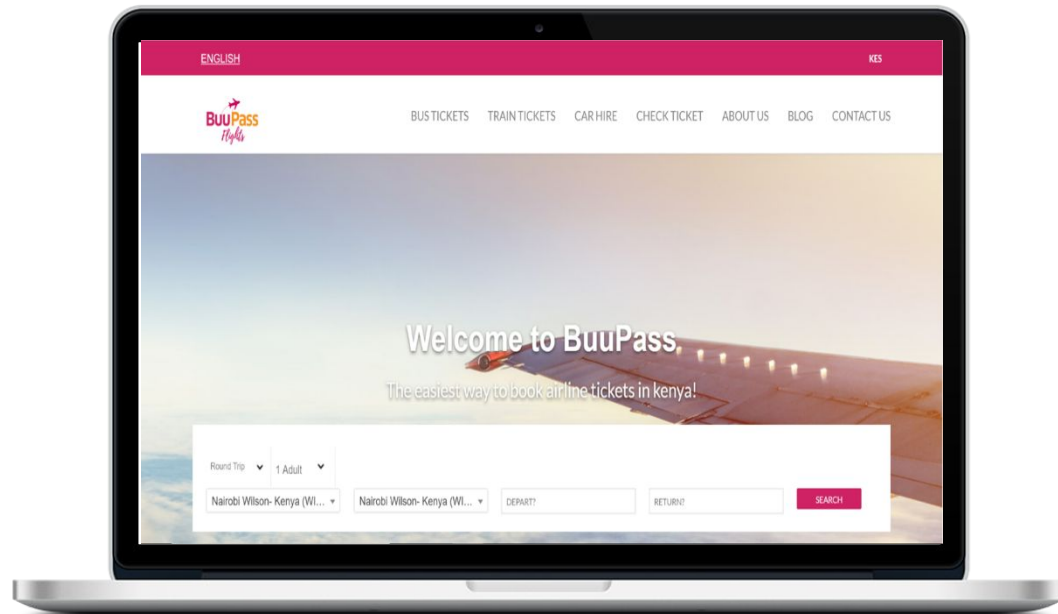 ENGLISH KES
BuuPass
Flights
BUS TICKETS TRAIN TICKETS CAR HIRE CHECK TICKET ABOUT US BLOG CONTACT US
Welcome to BuuPass
The easiest way to book airline tickets in kenya!
Round Trip 1 Adult
Nairobi Wilson- Kenya (WI... Nairobi Wilson- Kenya (WI... DEPART? RETURN? SEARCH